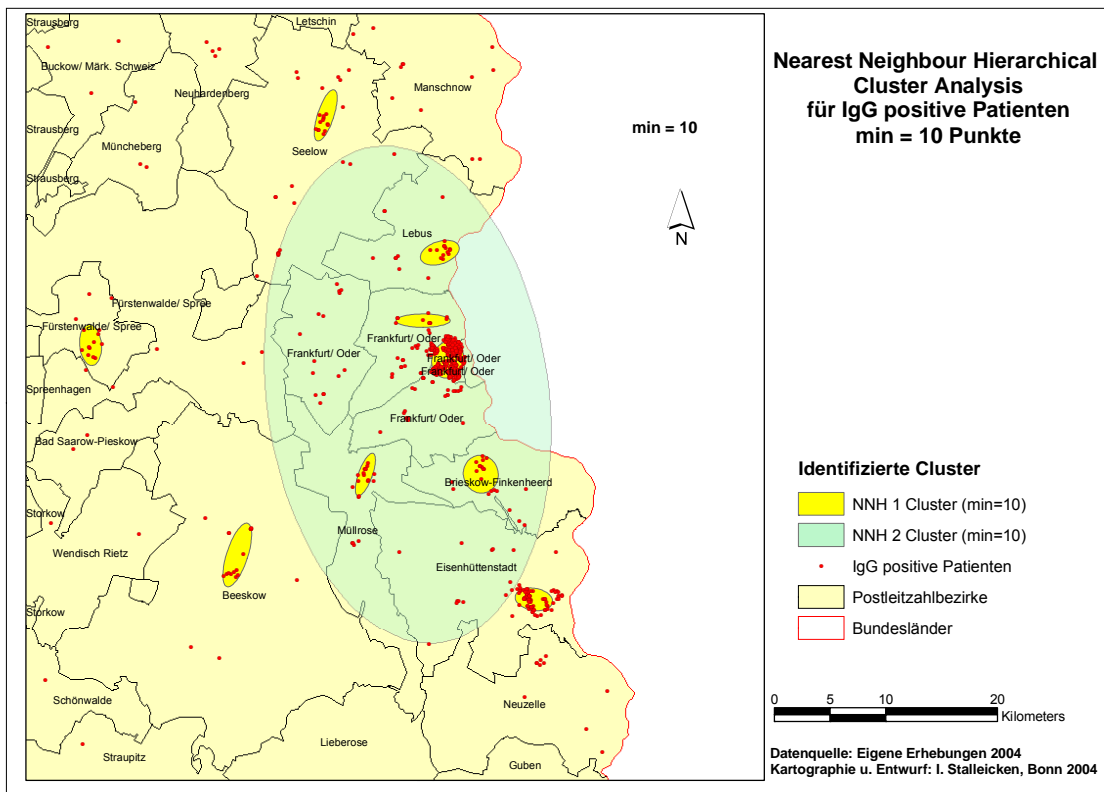 Strausberg
Letschin
Buckow/ Märk. Schweiz
Neuhardenberg
Manschnow
Strausberg
Müncheberg
Seelow
Strausberg
Lebus
Fürstenwalde/ Spree
Fürstenwalde/ Spree
Frankfurt/ Oder
Frankfurt/ Oder
Frankfurt/ Oder
Frankfurt/ Oder
Spreenhagen
Frankfurt/ Oder
Bad Saarow-Pieskow
Brieskow-Finkenheerd
Storkow
Müllrose
Wendisch Rietz
Eisenhüttenstadt
Beeskow
Storkow
Schönwalde
Neuzelle
Lieberose
Straupitz
Guben
min = 10
N
Nearest Neighbour Hierarchical
Cluster Analysis
für IgG positive Patienten
min = 10 Punkte
Identifizierte Cluster
NNH 1 Cluster (min=10)
NNH 2 Cluster (min=10)
IgG positive Patienten
Postleitzahlbezirke
Bundesländer
0 10 20
Kilometers
Datenquelle: Eigene Erhebungen 2004
Kartographie u. Entwurf: I. Stalleicken, Bonn 2004